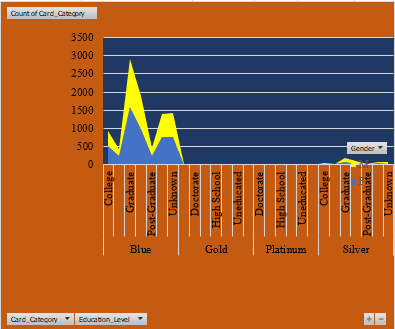 Count of Card_Category
3500
3000
2500
2000
1500
1000
500
0
Gender
College
Graduate
Post-Graduate
Unknown
Doctorate
High School
Uneducated
Doctorate
High School
Uneducated
College
Graduate
Post-Graduate
Unknown
Blue
Gold
Platinum
Silver
Card_Category
Education_Level
+
−